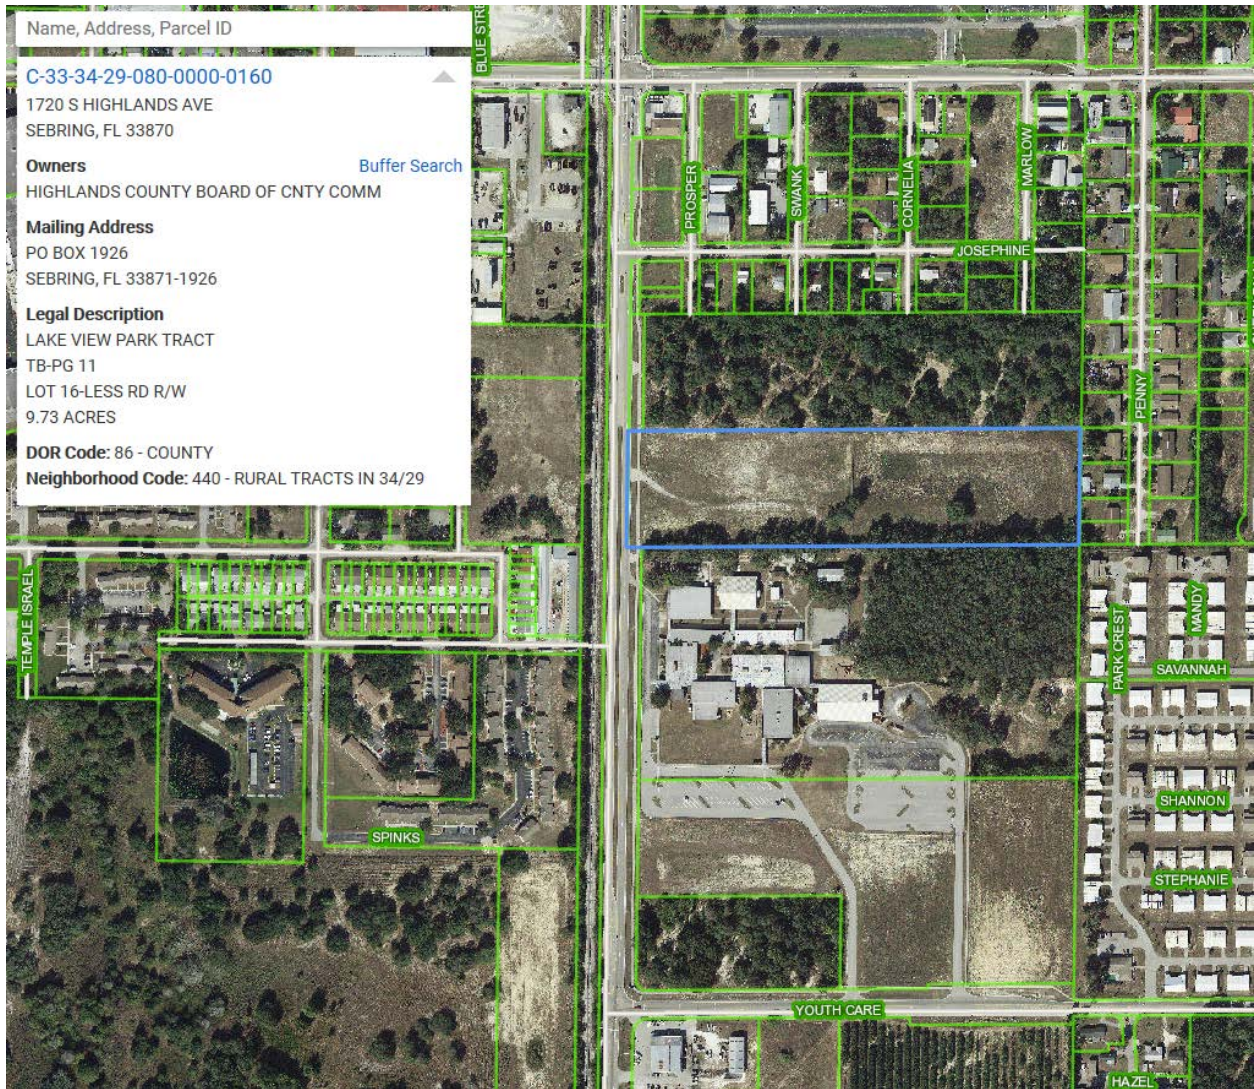 Name, Address, Parcel ID
C-33-34-29-080-0000-0160
1720 S HIGHLANDS AVE
SEBRING, FL 33870
Owners Buffer Search
HIGHLANDS COUNTY BOARD OF CNTY COMM
Mailing Address
PO BOX 1926
SEBRING, FL 33871-1926
Legal Description
LAKE VIEW PARK TRACT
TB-PG 11
LOT 16-LESS RD R/W
9.73 ACRES
DOR Code: 86 - COUNTY
Neighborhood Code: 440 - RURAL TRACTS IN 34/29
BLUE STRE
PROSPER
SWANK
CORNELIA
MARLOW
JOSEPHINE
PENNY
TEMPLE ISRAEL
PARK CREST
MANDY
SAVANNAH
SHANNON
SPINKS
STEPHANIE
YOUTH CARE
HAZEL